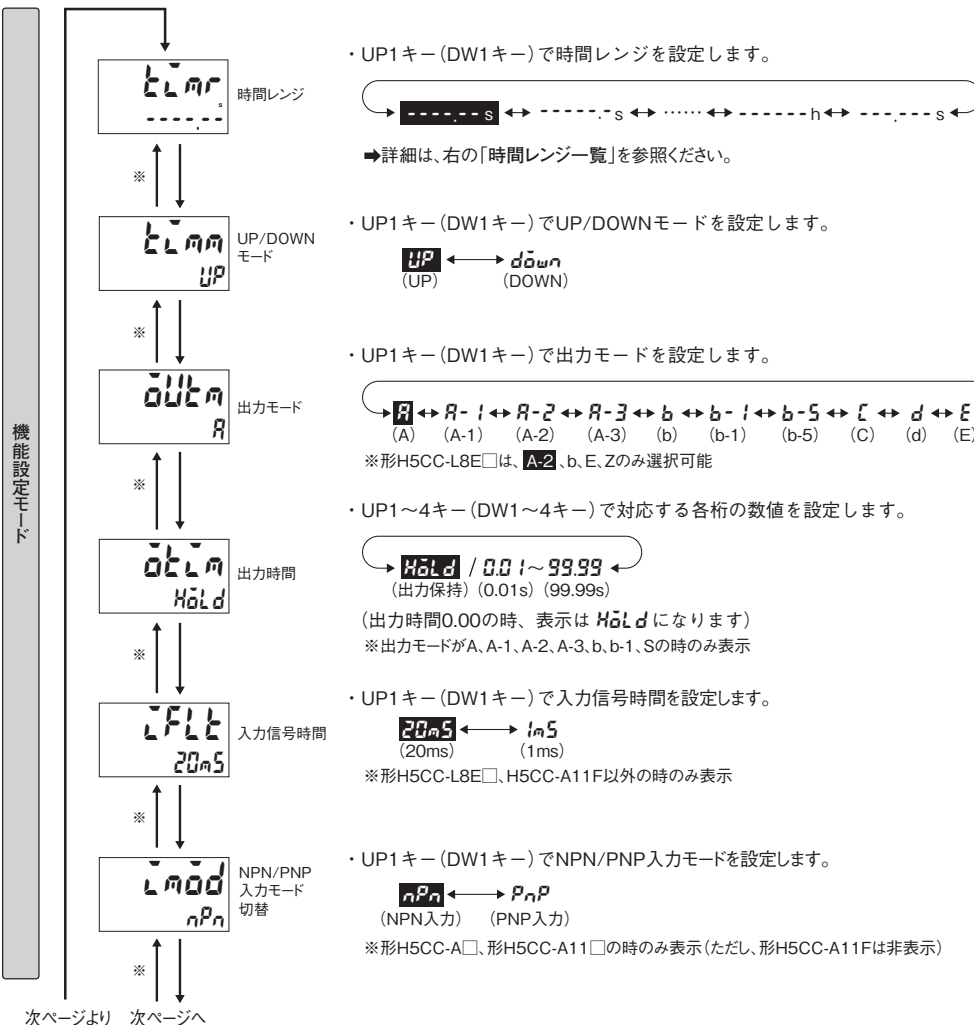 機能設定モード
・UP1キー(DW1キー)で時間レンジを設定します。
timr
s
----.--
時間レンジ
----.-- s ↔ -----.- s ↔ …… ↔ ------ h ↔ ---.--- s
➡詳細は、右の「時間レンジ一覧」を参照ください。
※
・UP1キー(DW1キー)でUP/DOWNモードを設定します。
timm
UP
UP/DOWN
モード
UP ←→ down
(UP) (DOWN)
※
・UP1キー(DW1キー)で出力モードを設定します。
oUtm
A
出力モード
A ↔ A-1 ↔ A-2 ↔ A-3 ↔ b ↔ b-1 ↔ b-5 ↔ C ↔ d ↔ E
(A) (A-1) (A-2) (A-3) (b) (b-1) (b-5) (C) (d) (E)
※形H5CC-L8E□は、A-2、b、E、Zのみ選択可能
※
・UP1～4キー(DW1～4キー)で対応する各桁の数値を設定します。
otim
HoLd
出力時間
HoLd / 0.01～99.99
(出力保持) (0.01s) (99.99s)
(出力時間0.00の時、表示は HoLd になります)
※出力モードがA、A-1、A-2、A-3、b、b-1、Sの時のみ表示
※
・UP1キー(DW1キー)で入力信号時間を設定します。
iFLt
20mS
入力信号時間
20mS ←→ 1mS
(20ms) (1ms)
※形H5CC-L8E□、H5CC-A11F以外の時のみ表示
※
・UP1キー(DW1キー)でNPN/PNP入力モードを設定します。
imod
nPn
NPN/PNP
入力モード
切替
nPn ←→ PnP
(NPN入力) (PNP入力)
※形H5CC-A□、形H5CC-A11□の時のみ表示(ただし、形H5CC-A11Fは非表示)
※
次ページより 次ページへ